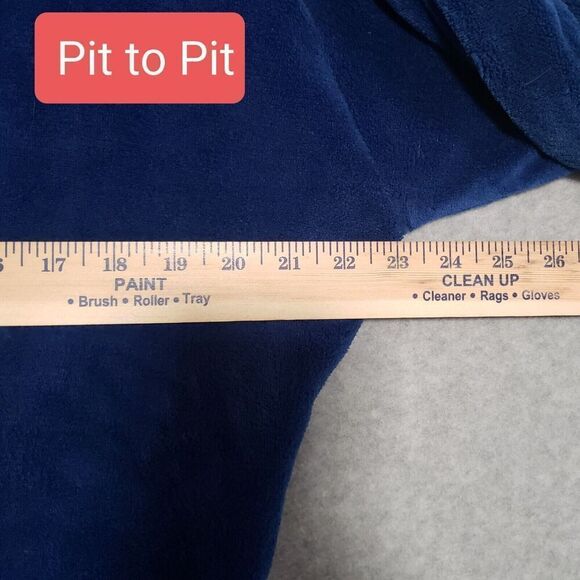 Pit to Pit
6 17 18 19 20 21 22 23 24 25 26
PAINT CLEAN UP
• Brush • Roller • Tray • Cleaner • Rags • Gloves